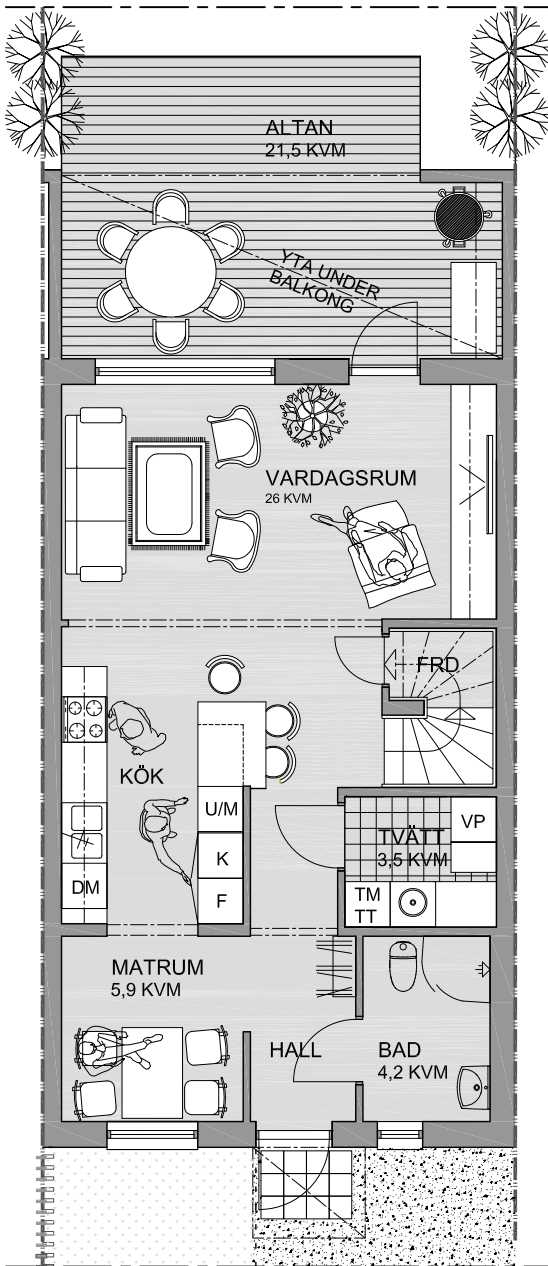 ALTAN
21,5 KVM
YTA UNDER
BALKONG
VARDAGSRUM
26 KVM
FRD
KÖK
U/M
K
F
DM
TVÄTT
3,5 KVM
VP
TM
TT
MATRUM
5,9 KVM
HALL
BAD
4,2 KVM